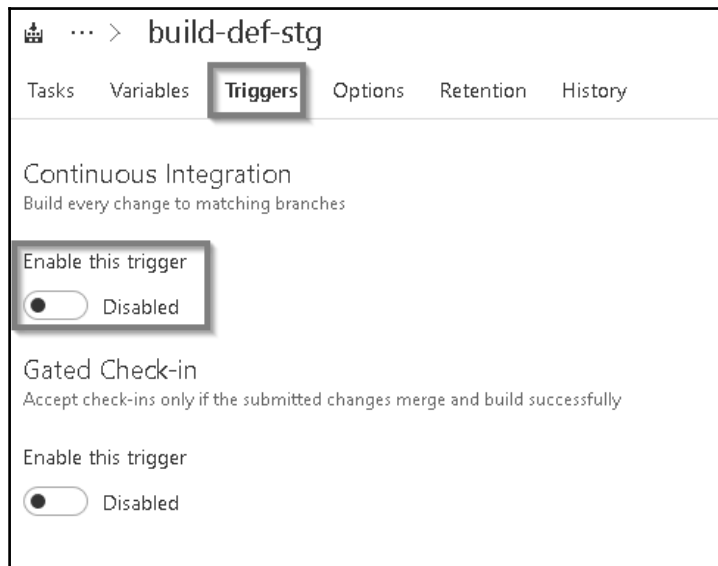 ··· > build-def-stg
Tasks Variables Triggers Options Retention History
Continuous Integration
Build every change to matching branches
Enable this trigger
Disabled
Gated Check-in
Accept check-ins only if the submitted changes merge and build successfully
Enable this trigger
Disabled